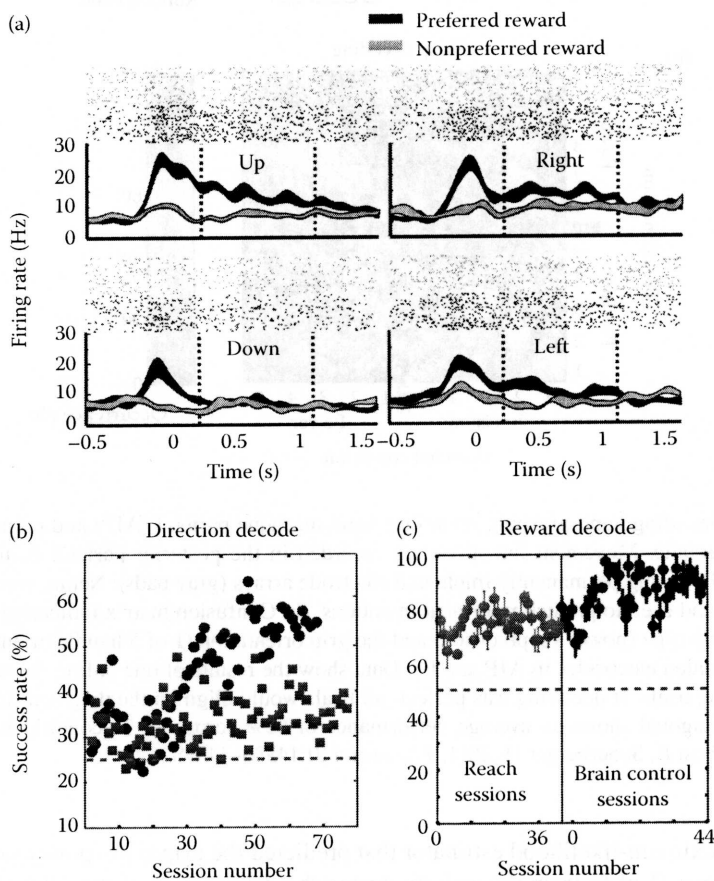 (a)
Preferred reward
Nonpreferred reward
30
20
10
0
Up
Right
30
20
10
0
Down
Left
Firing rate (Hz)
−0.5 0 0.5 1 1.5
−0.5 0 0.5 1 1.5
Time (s)
Time (s)
(b) Direction decode
60
50
40
30
20
10
Success rate (%)
10 30 50 70
Session number
(c) Reward decode
100
80
60
40
20
0
Reach sessions
Brain control sessions
0 36 0 44
Session number